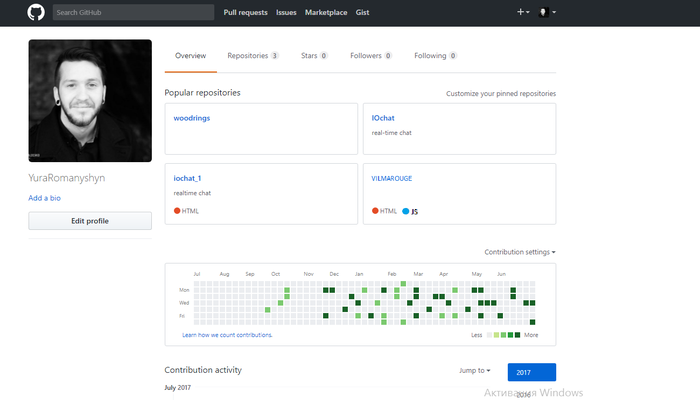 Search GitHub
Pull requests Issues Marketplace Gist
Overview Repositories 3 Stars 0 Followers 0 Following 0
Popular repositories Customize your pinned repositories
woodrings
IOchat
real-time chat
iochat_1
realtime chat
HTML
VILMAROUGE
HTML JS
YuraRomanyshyn
Add a bio
Edit profile
Contribution settings
Jul Aug Sep Oct Nov Dec Jan Feb Mar Apr May Jun
Mon
Wed
Fri
Learn how we count contributions.
Less More
Contribution activity Jump to 2017
July 2017
2016
Активация Windows